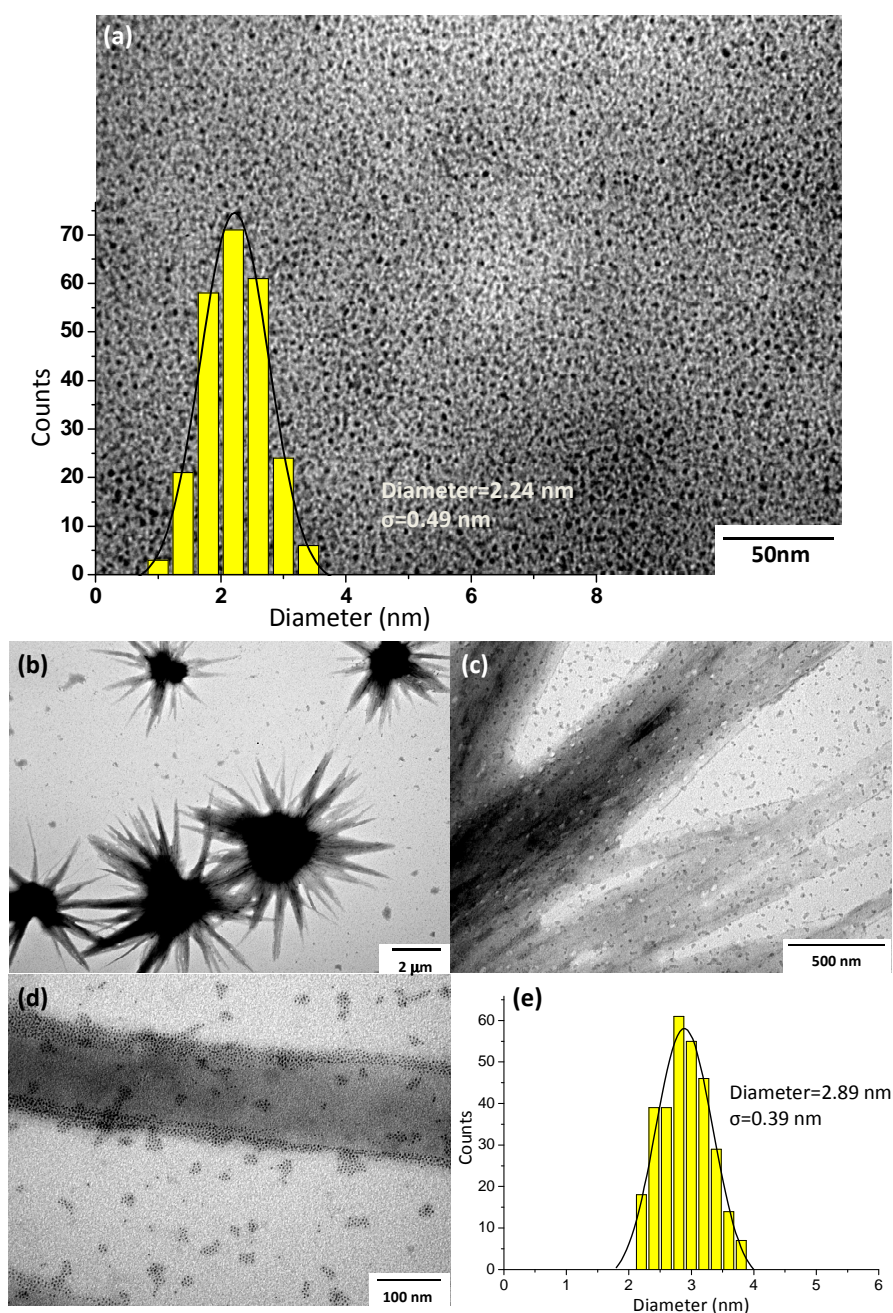 (a)
70
60
50
40
30
20
10
0
Counts
Diameter=2.24 nm
σ=0.49 nm
50nm
0 2 4 6 8
Diameter (nm)
(b)
2 μm
(c)
500 nm
(d)
100 nm
(e)
60
50
40
30
20
10
0
Counts
Diameter=2.89 nm
σ=0.39 nm
0 1 2 3 4 5 6
Diameter (nm)